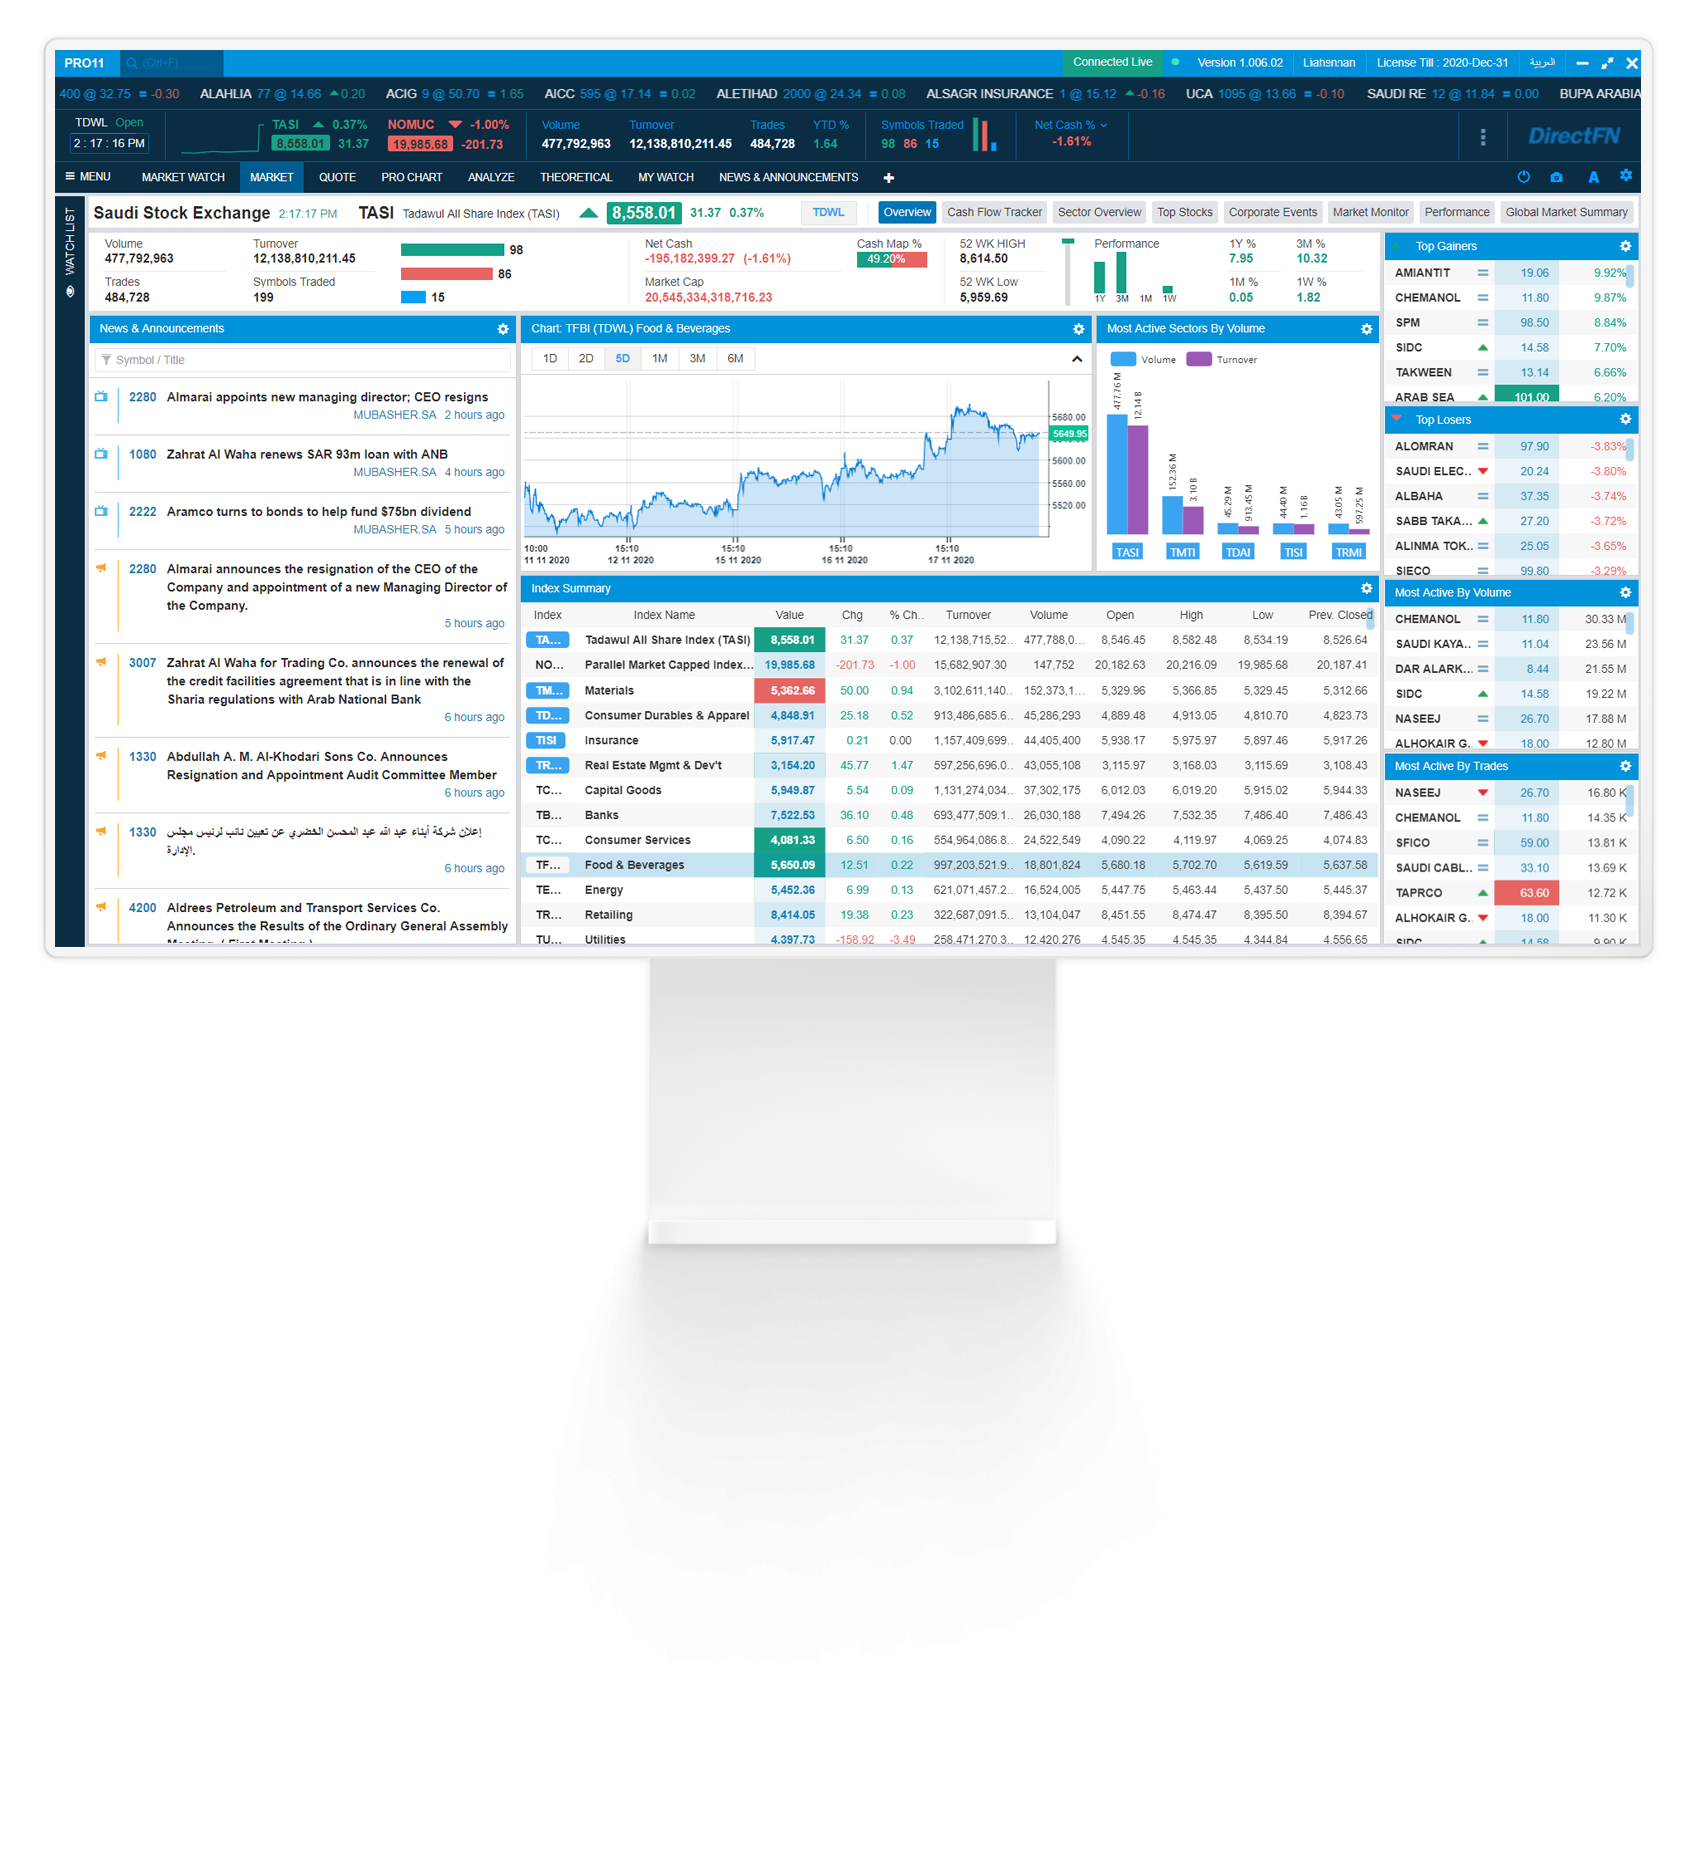 PRO11
(Ctrl+F)
Connected Live
Version 1.006.02
License Till : 2020-Dec-31
العربية
400 @ 32.75 = -0.30 ALAHLIA 77 @ 14.66 0.20 ACIG 9 @ 50.70 = 1.65 AICC 595 @ 17.14 = 0.02 ALETIHAD 2000 @ 24.34 = 0.08 ALSAGR INSURANCE 1 @ 15.12 -0.16 UCA 1095 @ 13.66 = -0.10 SAUDI RE 12 @ 11.84 = 0.00 BUPA ARABIA
TDWL Open
2 : 17 : 16 PM
TASI 0.37%
8,558.01 31.37
NOMUC -1.00%
19,985.68 -201.73
Volume Turnover Trades YTD %
477,792,963 12,138,810,211.45 484,728 1.64
Symbols Traded
98 86 15
Net Cash %
-1.61%
DirectFN
MENU MARKET WATCH MARKET QUOTE PRO CHART ANALYZE THEORETICAL MY WATCH NEWS & ANNOUNCEMENTS
A
WATCH LIST
Saudi Stock Exchange 2:17:17 PM TASI Tadawul All Share Index (TASI) 8,558.01 31.37 0.37% TDWL
Overview Cash Flow Tracker Sector Overview Top Stocks Corporate Events Market Monitor Performance Global Market Summary
Volume
477,792,963
Turnover
12,138,810,211.45
Trades
484,728
Symbols Traded
199
98
86
15
Net Cash
-195,182,399.27 (-1.61%)
Market Cap
20,545,334,318,716.23
Cash Map %
49.20%
52 WK HIGH
8,614.50
52 WK Low
5,959.69
Performance
1Y 3M 1M 1W
1Y % 3M %
7.95 10.32
1M % 1W %
0.05 1.82
News & Announcements
Symbol / Title
2280 Almarai appoints new managing director; CEO resigns
MUBASHER.SA 2 hours ago
1080 Zahrat Al Waha renews SAR 93m loan with ANB
MUBASHER.SA 4 hours ago
2222 Aramco turns to bonds to help fund $75bn dividend
MUBASHER.SA 5 hours ago
2280 Almarai announces the resignation of the CEO of the
Company and appointment of a new Managing Director of
the Company.
5 hours ago
3007 Zahrat Al Waha for Trading Co. announces the renewal of
the credit facilities agreement that is in line with the
Sharia regulations with Arab National Bank
6 hours ago
1330 Abdullah A. M. Al-Khodari Sons Co. Announces
Resignation and Appointment Audit Committee Member
6 hours ago
1330 إعلان شركة أبناء عبد الله عبد المحسن الخضري عن تعيين نائب لرئيس مجلس
الإدارة.
6 hours ago
4200 Aldrees Petroleum and Transport Services Co.
Announces the Results of the Ordinary General Assembly
Meeting. ( First Meeting )
Chart: TFBI (TDWL) Food & Beverages
1D 2D 5D 1M 3M 6M
5680.00
5649.95
5600.00
5560.00
5520.00
10:00 15:10 15:10 15:10 15:10
11 11 2020 12 11 2020 15 11 2020 16 11 2020 17 11 2020
Most Active Sectors By Volume
Volume Turnover
477.76 M 12.14 B
152.36 M 3.10 B
45.29 M 913.45 M
44.40 M 1.16 B
43.05 M 597.25 M
TASI TMTI TDAI TISI TRMI
Index Summary
Index Index Name Value Chg % Ch.. Turnover Volume Open High Low Prev. Closed
TA... Tadawul All Share Index (TASI) 8,558.01 31.37 0.37 12,138,715,52.. 477,788,0... 8,546.45 8,582.48 8,534.19 8,526.64
NO... Parallel Market Capped Index... 19,985.68 -201.73 -1.00 15,682,907.30 147,752 20,182.63 20,216.09 19,985.68 20,187.41
TM... Materials 5,362.66 50.00 0.94 3,102,611,140.. 152,373,1... 5,329.96 5,366.85 5,329.45 5,312.66
TD... Consumer Durables & Apparel 4,848.91 25.18 0.52 913,486,685.6.. 45,286,293 4,889.48 4,913.05 4,810.70 4,823.73
TISI Insurance 5,917.47 0.21 0.00 1,157,409,699.. 44,405,400 5,938.17 5,975.97 5,897.46 5,917.26
TR... Real Estate Mgmt & Dev't 3,154.20 45.77 1.47 597,256,696.0.. 43,055,108 3,115.97 3,168.03 3,115.69 3,108.43
TC... Capital Goods 5,949.87 5.54 0.09 1,131,274,034.. 37,302,175 6,012.03 6,019.20 5,915.02 5,944.33
TB... Banks 7,522.53 36.10 0.48 693,477,509.1.. 26,030,188 7,494.26 7,532.35 7,486.40 7,486.43
TC... Consumer Services 4,081.33 6.50 0.16 554,964,086.8.. 24,522,549 4,090.22 4,119.97 4,069.25 4,074.83
TF... Food & Beverages 5,650.09 12.51 0.22 997,203,521.9.. 18,801,824 5,680.18 5,702.70 5,619.59 5,637.58
TE... Energy 5,452.36 6.99 0.13 621,071,457.2.. 16,524,005 5,447.75 5,463.44 5,437.50 5,445.37
TR... Retailing 8,414.05 19.38 0.23 322,687,091.5.. 13,104,047 8,451.55 8,474.47 8,395.50 8,394.67
TU... Utilities 4,397.73 -158.92 -3.49 258,471,270.3.. 12,420,276 4,545.35 4,545.35 4,344.84 4,556.65
Top Gainers
AMIANTIT 19.06 9.92%
CHEMANOL 11.80 9.87%
SPM 98.50 8.84%
SIDC 14.58 7.70%
TAKWEEN 13.14 6.66%
ARAB SEA 101.00 6.20%
Top Losers
ALOMRAN 97.90 -3.83%
SAUDI ELEC.. 20.24 -3.80%
ALBAHA 37.35 -3.74%
SABB TAKA... 27.20 -3.72%
ALINMA TOK.. 25.05 -3.65%
SIECO 99.80 -3.29%
Most Active By Volume
CHEMANOL 11.80 30.33 M
SAUDI KAYA.. 11.04 23.56 M
DAR ALARK... 8.44 21.55 M
SIDC 14.58 19.22 M
NASEEJ 26.70 17.88 M
ALHOKAIR G.. 18.00 12.80 M
Most Active By Trades
NASEEJ 26.70 16.80 K
CHEMANOL 11.80 14.35 K
SFICO 59.00 13.81 K
SAUDI CABL.. 33.10 13.69 K
TAPRCO 63.60 12.72 K
ALHOKAIR G.. 18.00 11.30 K
SIDC 14.58 9.90 K